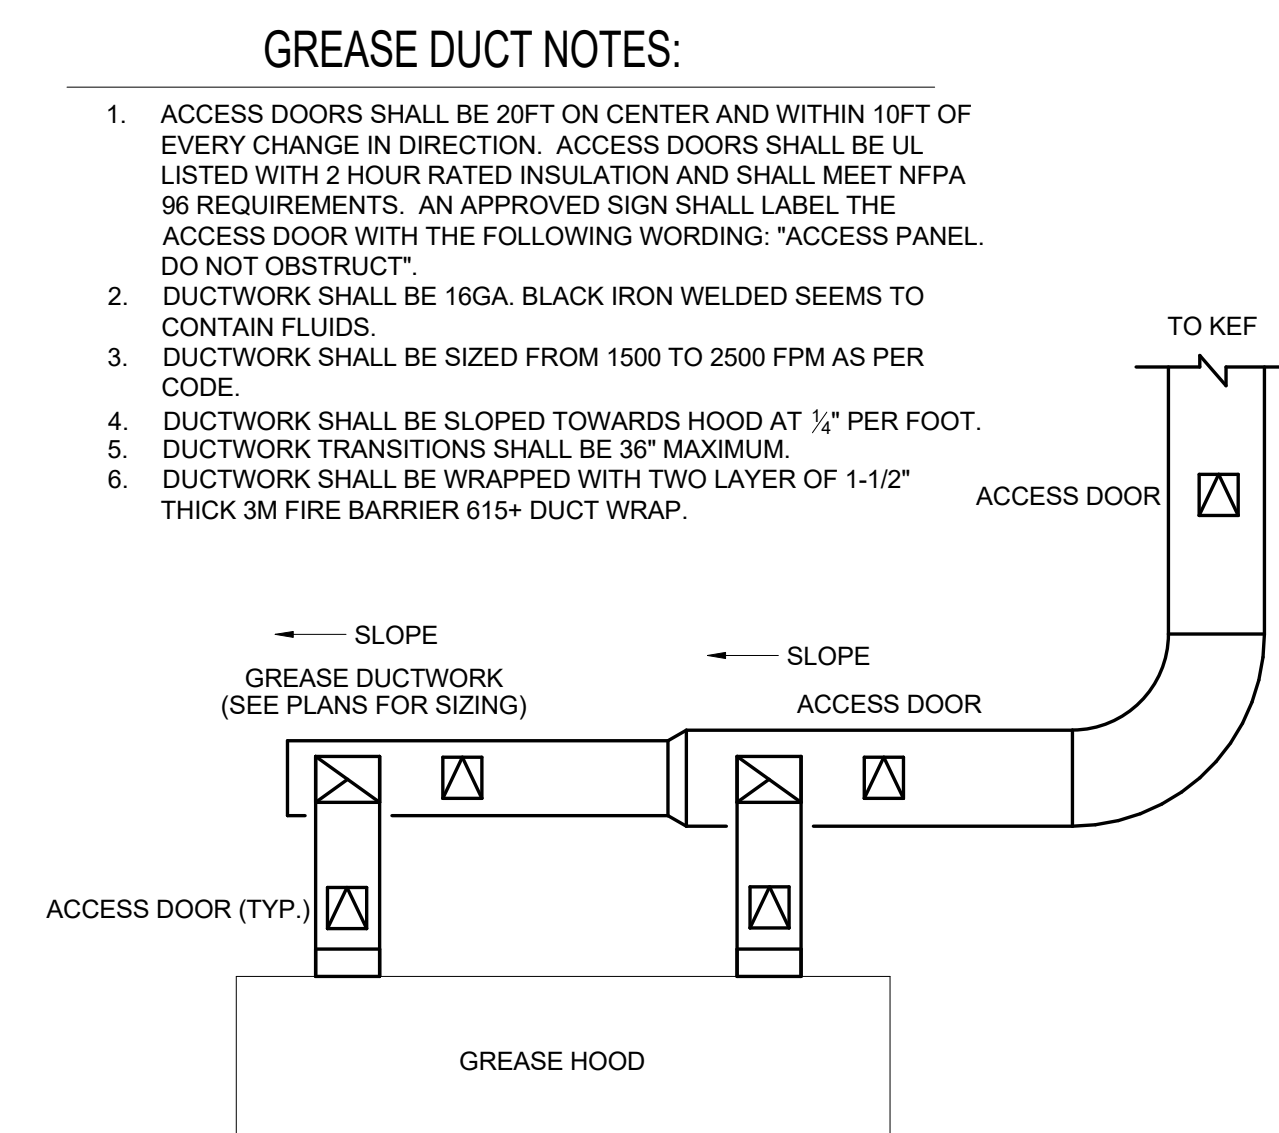 GREASE DUCT NOTES:
1. ACCESS DOORS SHALL BE 20FT ON CENTER AND WITHIN 10FT OF
EVERY CHANGE IN DIRECTION. ACCESS DOORS SHALL BE UL
LISTED WITH 2 HOUR RATED INSULATION AND SHALL MEET NFPA
96 REQUIREMENTS. AN APPROVED SIGN SHALL LABEL THE
ACCESS DOOR WITH THE FOLLOWING WORDING: "ACCESS PANEL.
DO NOT OBSTRUCT".
2. DUCTWORK SHALL BE 16GA. BLACK IRON WELDED SEEMS TO
CONTAIN FLUIDS.
3. DUCTWORK SHALL BE SIZED FROM 1500 TO 2500 FPM AS PER
CODE.
4. DUCTWORK SHALL BE SLOPED TOWARDS HOOD AT ¼" PER FOOT.
5. DUCTWORK TRANSITIONS SHALL BE 36" MAXIMUM.
6. DUCTWORK SHALL BE WRAPPED WITH TWO LAYER OF 1-1/2"
THICK 3M FIRE BARRIER 615+ DUCT WRAP.
TO KEF
ACCESS DOOR
SLOPE
SLOPE
GREASE DUCTWORK
(SEE PLANS FOR SIZING)
ACCESS DOOR
ACCESS DOOR (TYP.)
GREASE HOOD